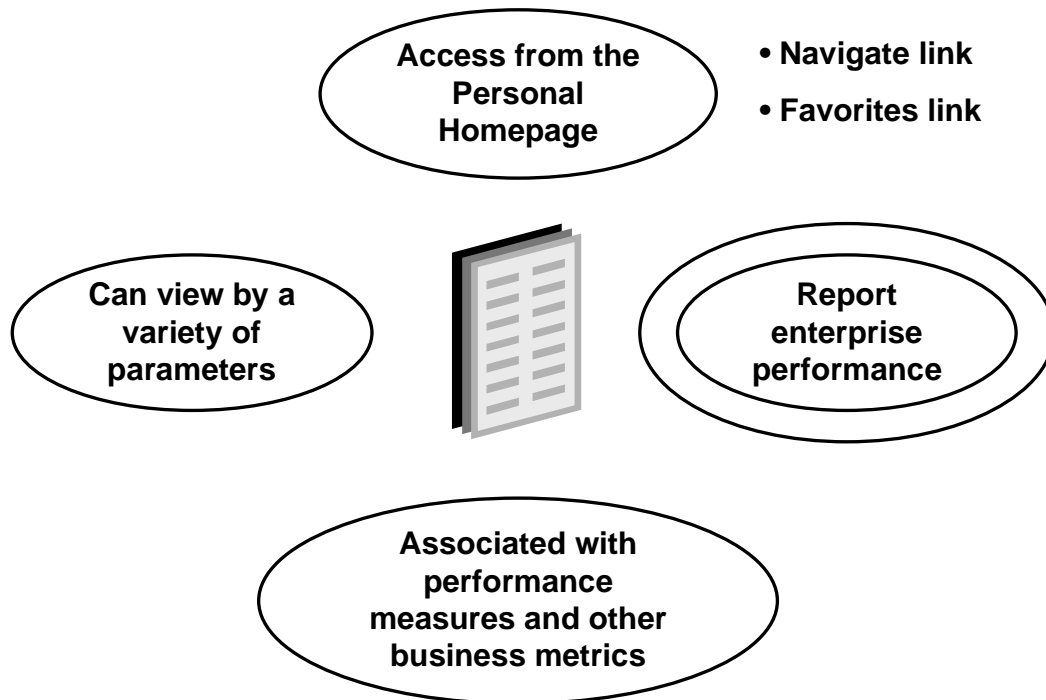 Access from the
Personal
Homepage
• Navigate link
• Favorites link
Can view by a
variety of
parameters
Report
enterprise
performance
Associated with
performance
measures and other
business metrics